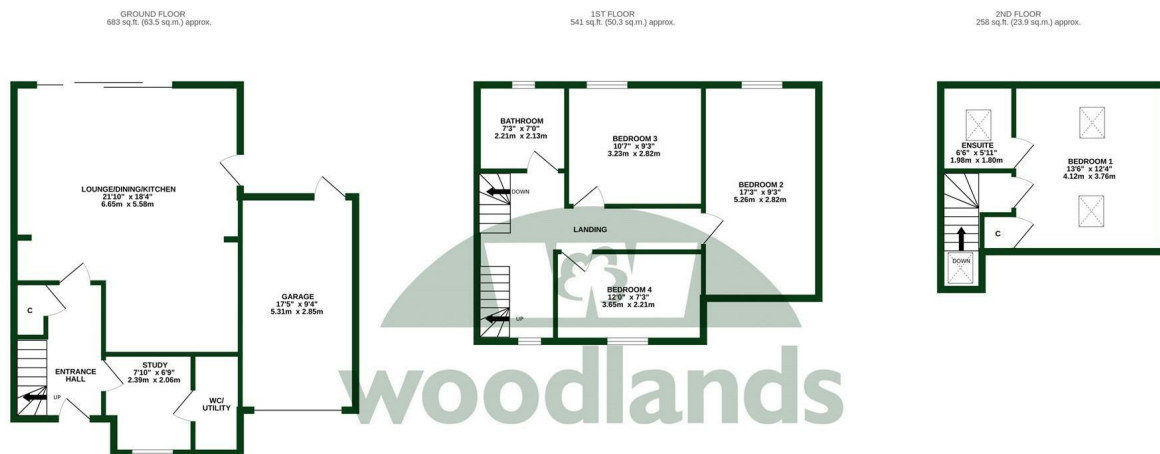 GROUND FLOOR
683 sq.ft. (63.5 sq.m.) approx.
LOUNGE/DINING/KITCHEN
21'10" x 18'4"
6.65m x 5.58m
C
ENTRANCE
HALL
UP
STUDY
7'10" x 6'9"
2.39m x 2.06m
WC/
UTILITY
GARAGE
17'5" x 9'4"
5.31m x 2.85m
1ST FLOOR
541 sq.ft. (50.3 sq.m.) approx.
BATHROOM
7'3" x 7'0"
2.21m x 2.13m
BEDROOM 3
10'7" x 9'3"
3.23m x 2.82m
BEDROOM 2
17'3" x 9'3"
5.26m x 2.82m
DOWN
LANDING
BEDROOM 4
12'0" x 7'3"
3.65m x 2.21m
UP
woodlands
2ND FLOOR
258 sq.ft. (23.9 sq.m.) approx.
ENSUITE
6'6" x 5'11"
1.98m x 1.80m
BEDROOM 1
13'6" x 12'4"
4.12m x 3.76m
C
DOWN